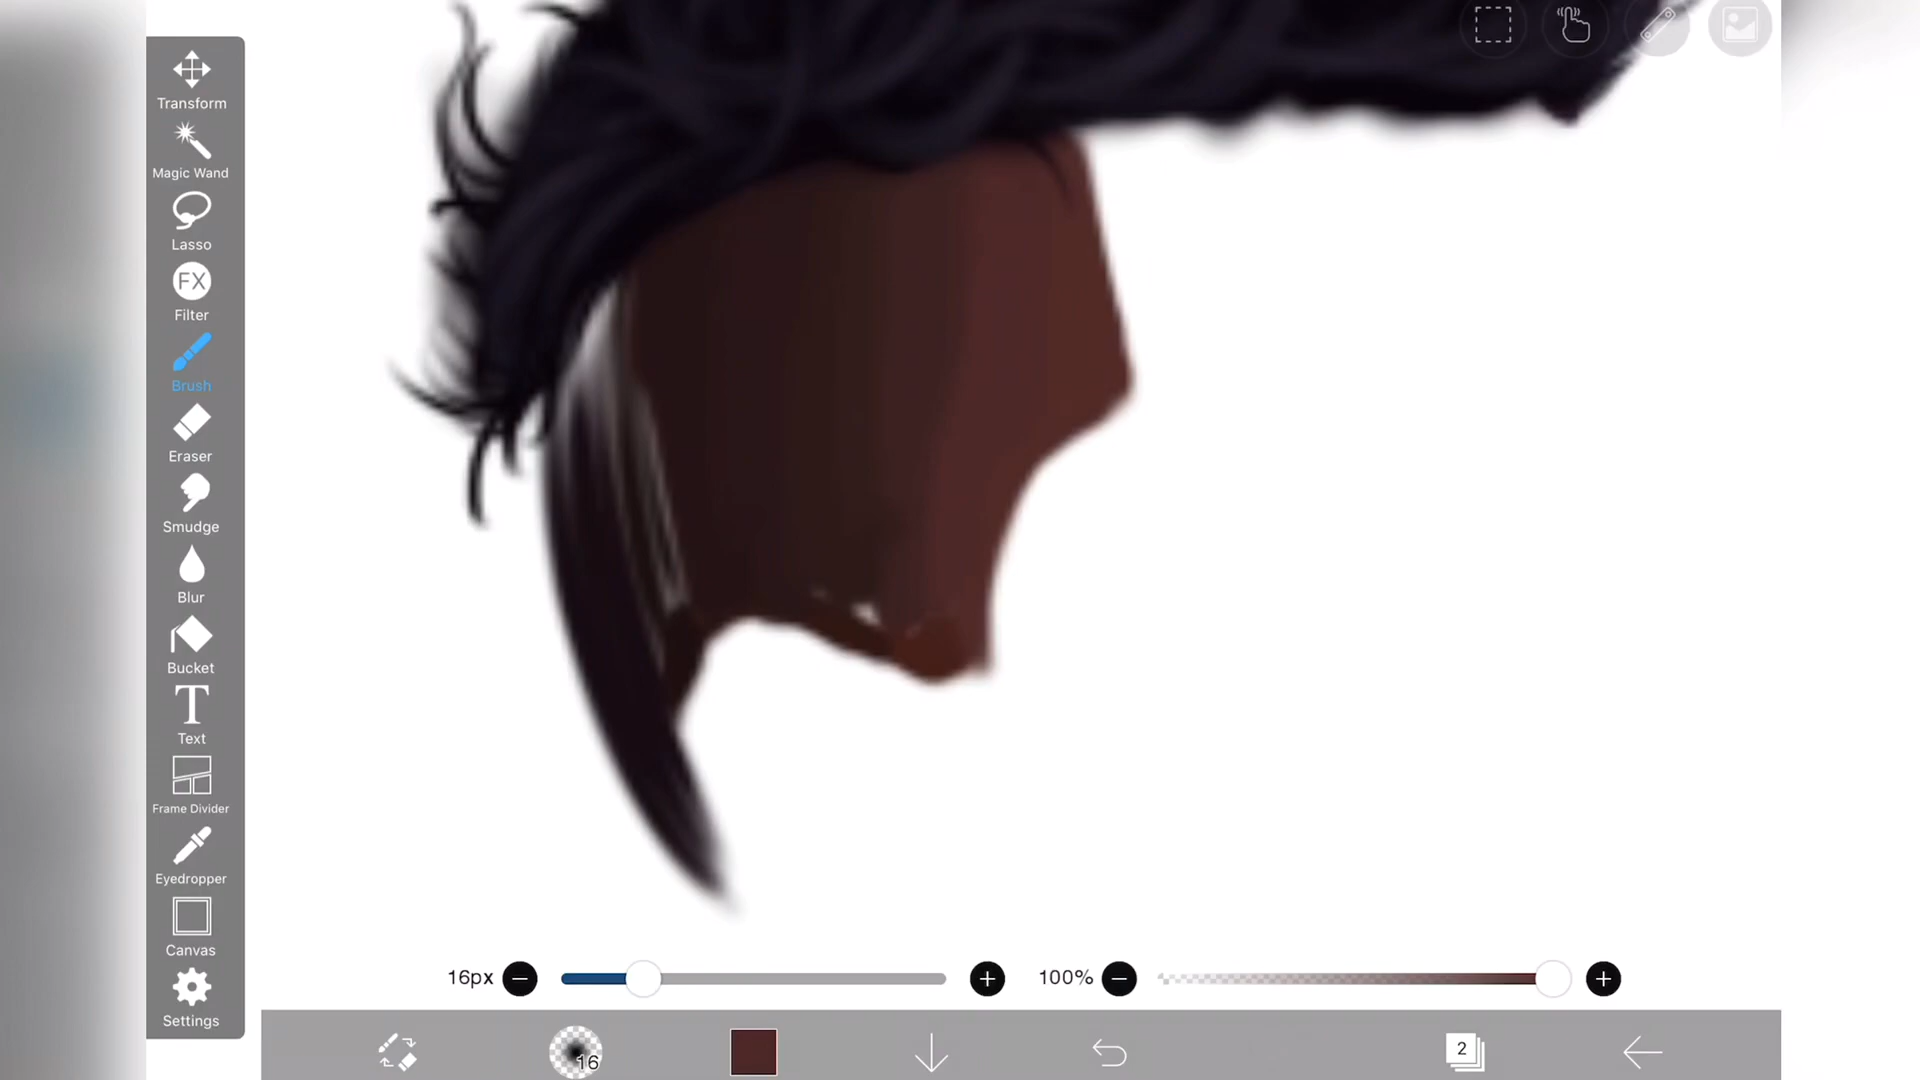 Transform
Magic Wand
Lasso
FX
Filter
Brush
Eraser
Smudge
Blur
Bucket
T
Text
Frame Divider
Eyedropper
Canvas
Settings
16px
100%
16
2